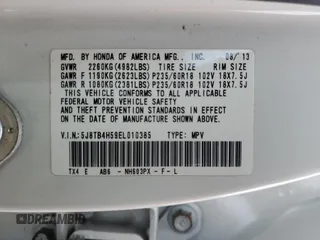 MFD. BY HONDA OF AMERICA MFG., INC. 08/13
GVWR 2260KG(4982LBS) TIRE SIZE RIM SIZE
GAWR F 1190KG(2623LBS) P235/60R18 102V 18X7.5J
GAWR R 1080KG(2381LBS) P235/60R18 102V 18X7.5J
THIS VEHICLE CONFORMS TO ALL APPLICABLE
FEDERAL MOTOR VEHICLE SAFETY AND THEFT
PREVENTION STANDARDS IN EFFECT ON THE DATE
OF MANUFACTURE SHOWN ABOVE.
V.I.N.:5J8TB4H59EL010385 TYPE: MPV
TX4 E AB6 - NH603PX - F - L
© DREAMBID